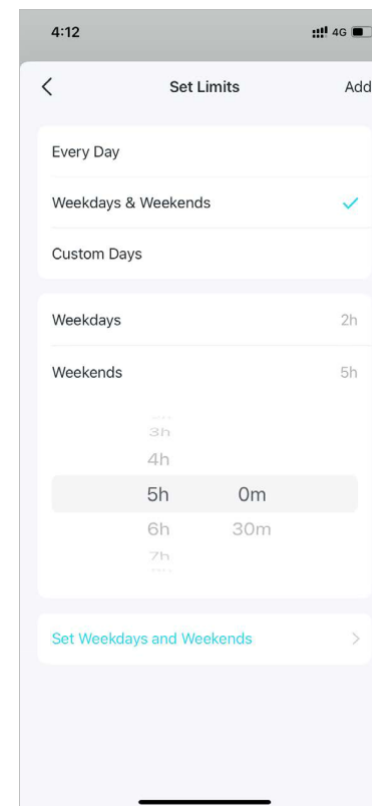 4:12 4G
Set Limits Add
Every Day
Weekdays & Weekends
Custom Days
Weekdays 2h
Weekends 5h
3h
4h
5h 0m
6h 30m
7h
Set Weekdays and Weekends